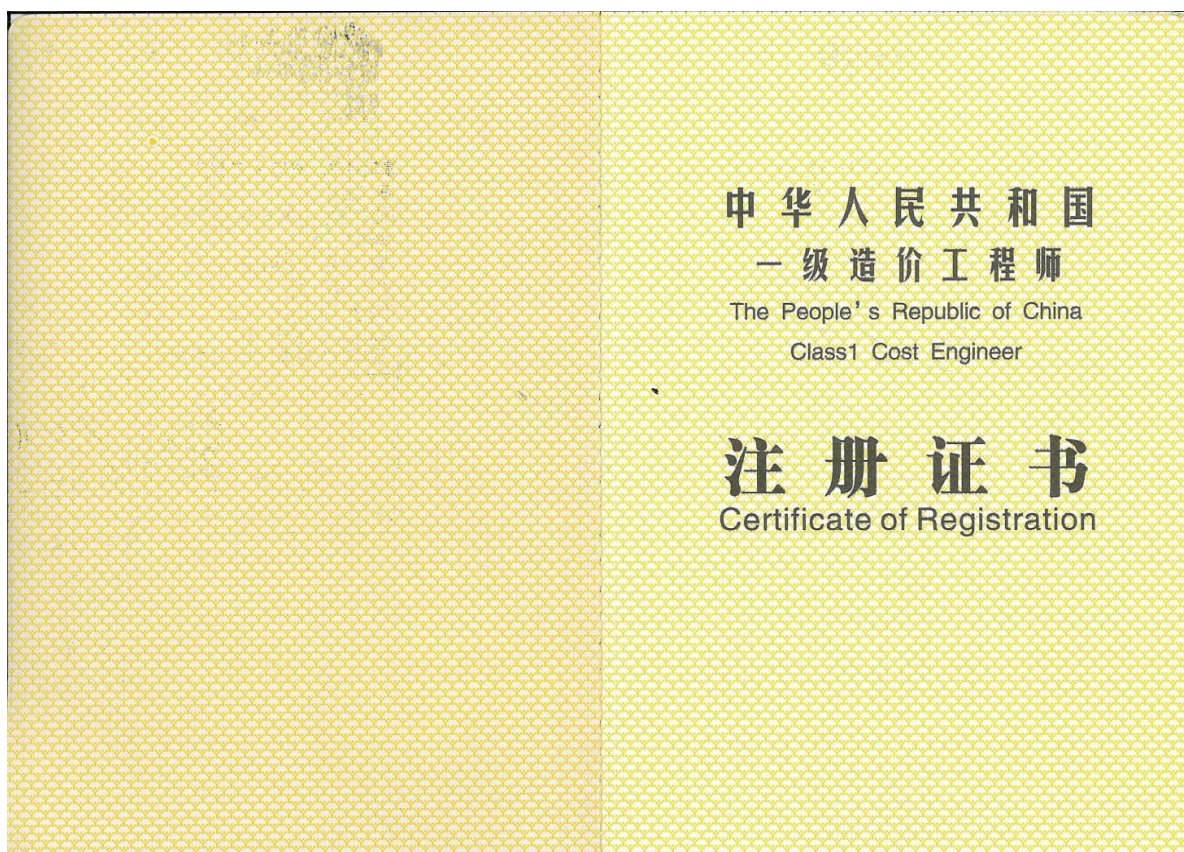 中华人民共和国
一级造价工程师
The People's Republic of China
Class1 Cost Engineer
注册证书
Certificate of Registration